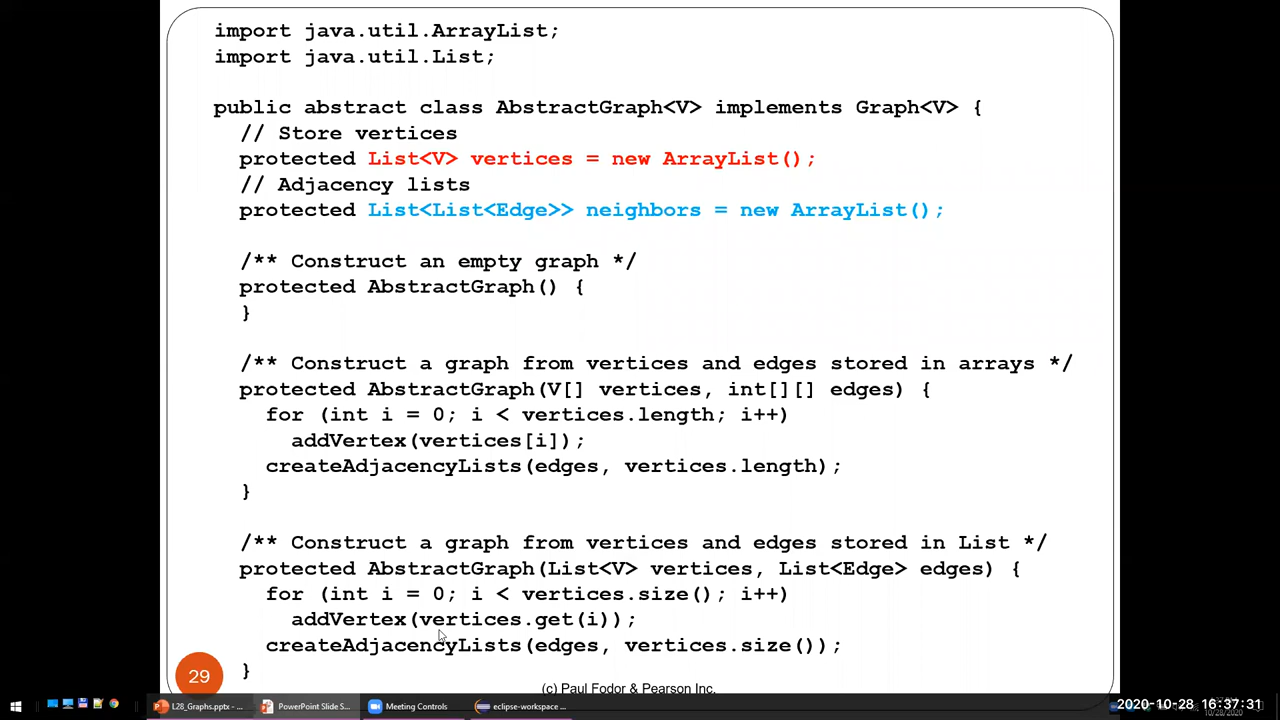 import java.util.ArrayList;
import java.util.List;
public abstract class AbstractGraph<V> implements Graph<V> {
// Store vertices
protected List<V> vertices = new ArrayList();
// Adjacency lists
protected List<List<Edge>> neighbors = new ArrayList();
/** Construct an empty graph */
protected AbstractGraph() {
}
/** Construct a graph from vertices and edges stored in arrays */
protected AbstractGraph(V[] vertices, int[][] edges) {
for (int i = 0; i < vertices.length; i++)
addVertex(vertices[i]);
createAdjacencyLists(edges, vertices.length);
}
/** Construct a graph from vertices and edges stored in List */
protected AbstractGraph(List<V> vertices, List<Edge> edges) {
for (int i = 0; i < vertices.size(); i++)
addVertex(vertices.get(i));
createAdjacencyLists(edges, vertices.size());
}
29
(c) Paul Fodor & Pearson Inc.
L28_Graphs.pptx - ...
PowerPoint Slide S...
Meeting Controls
eclipse-workspace ...
2020-10-28 16:37:31